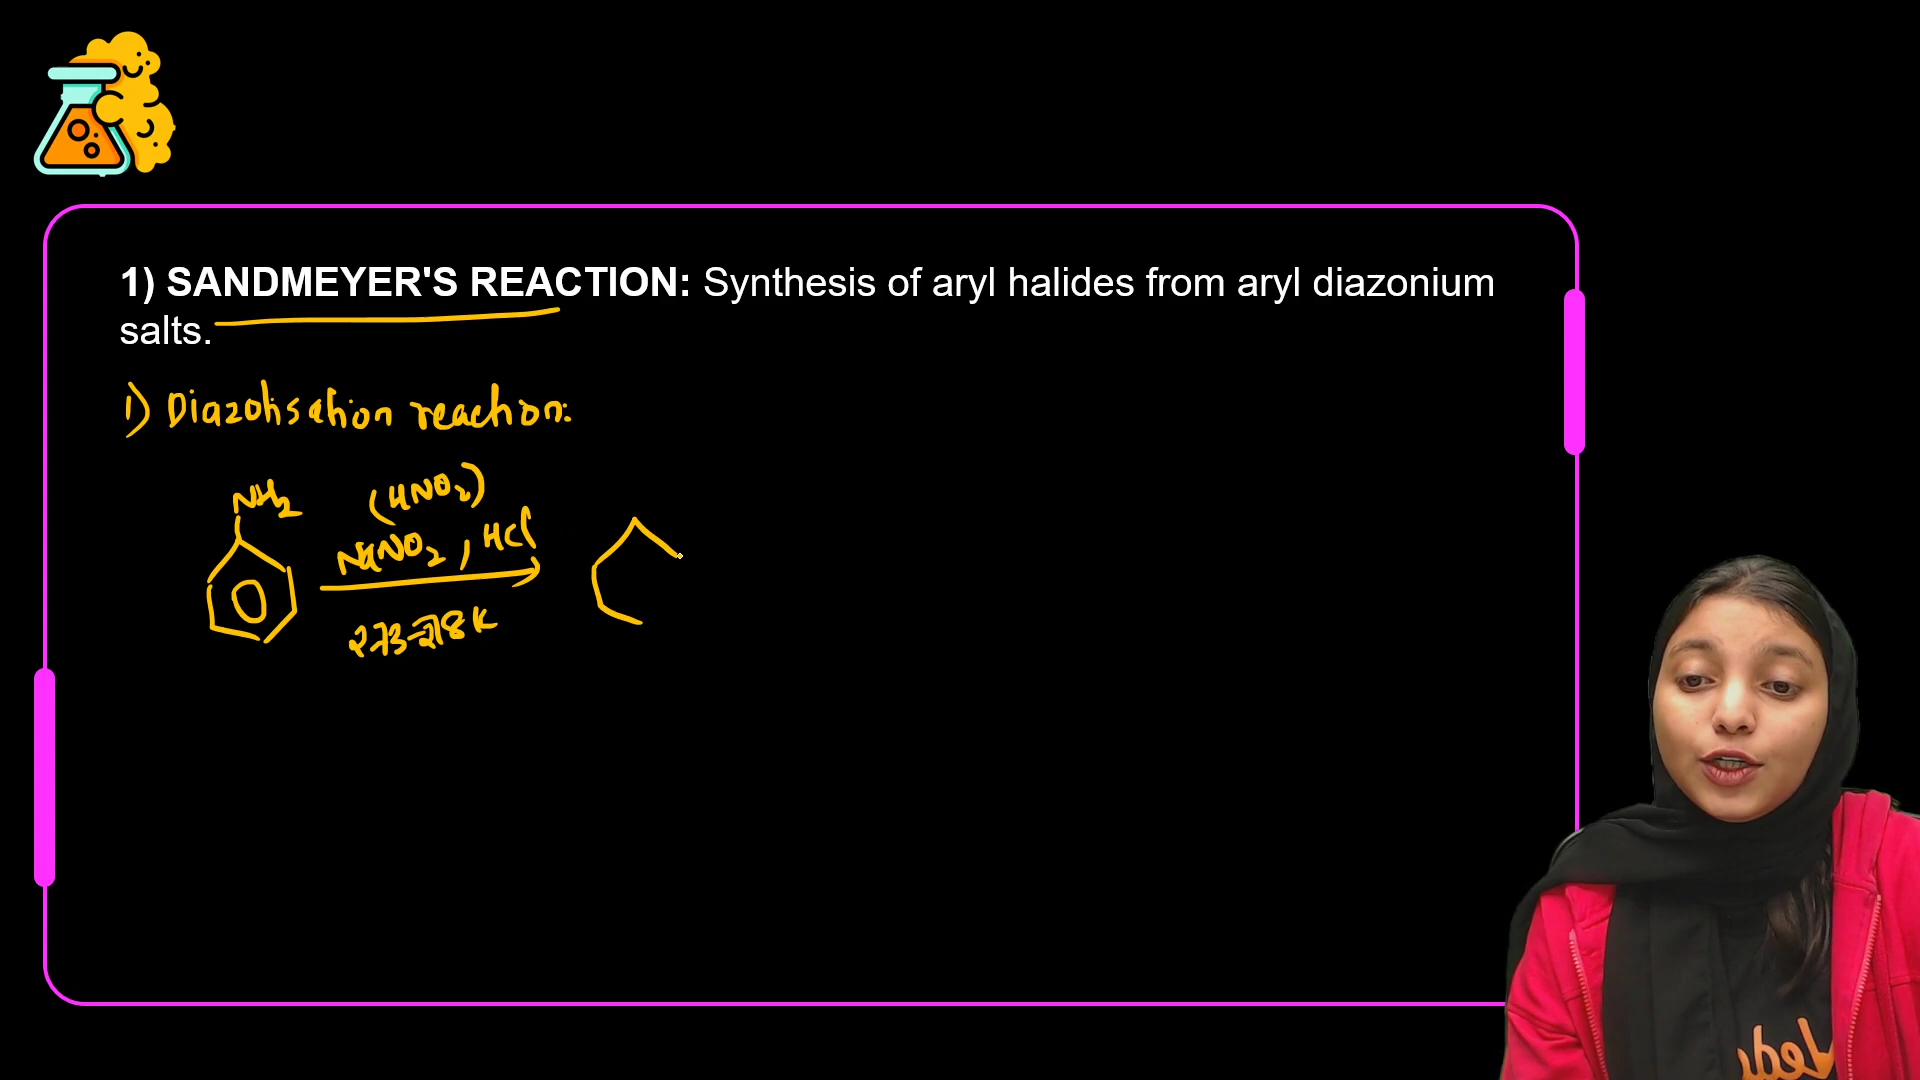 1) SANDMEYER'S REACTION: Synthesis of aryl halides from aryl diazonium
salts.
1) Diazotisation reaction:
NH2
(HNO2)
NaNO2, HCl
273-278K